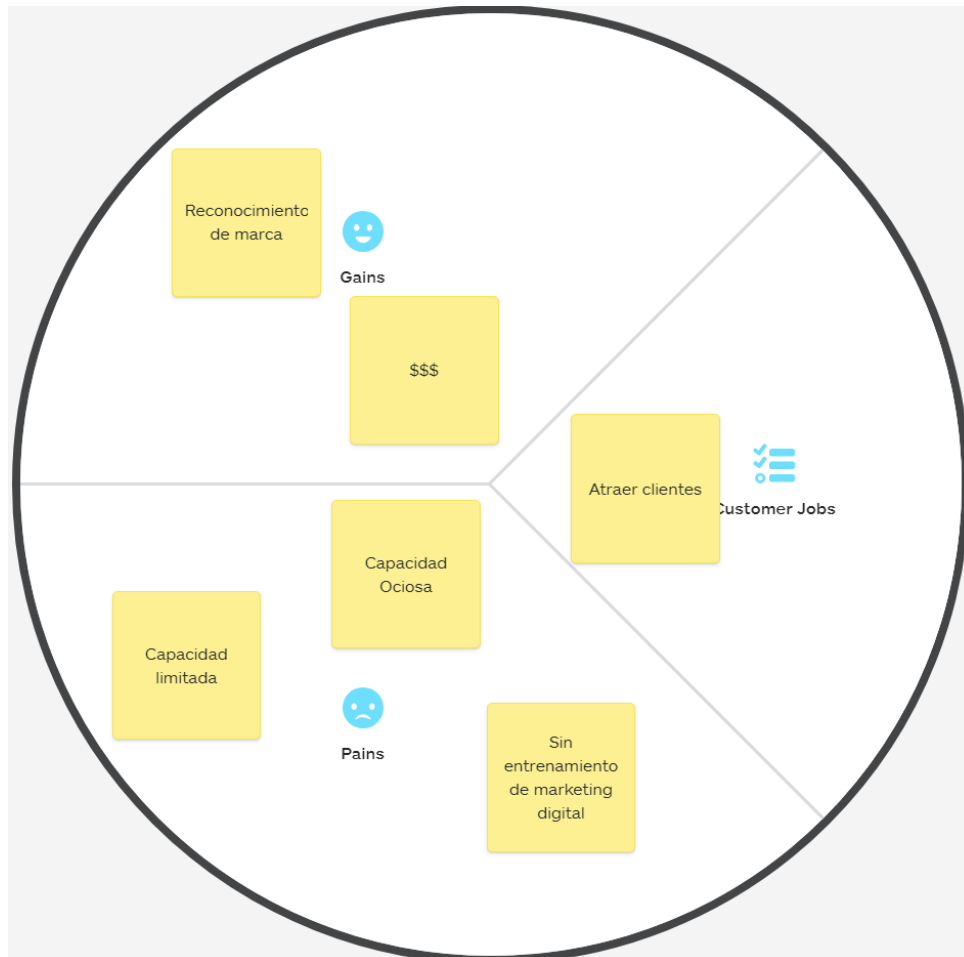 Reconocimiento
de marca
Gains
$$$
Atraer clientes
Customer Jobs
Capacidad
Ociosa
Capacidad
limitada
Pains
Sin
entrenamiento
de marketing
digital